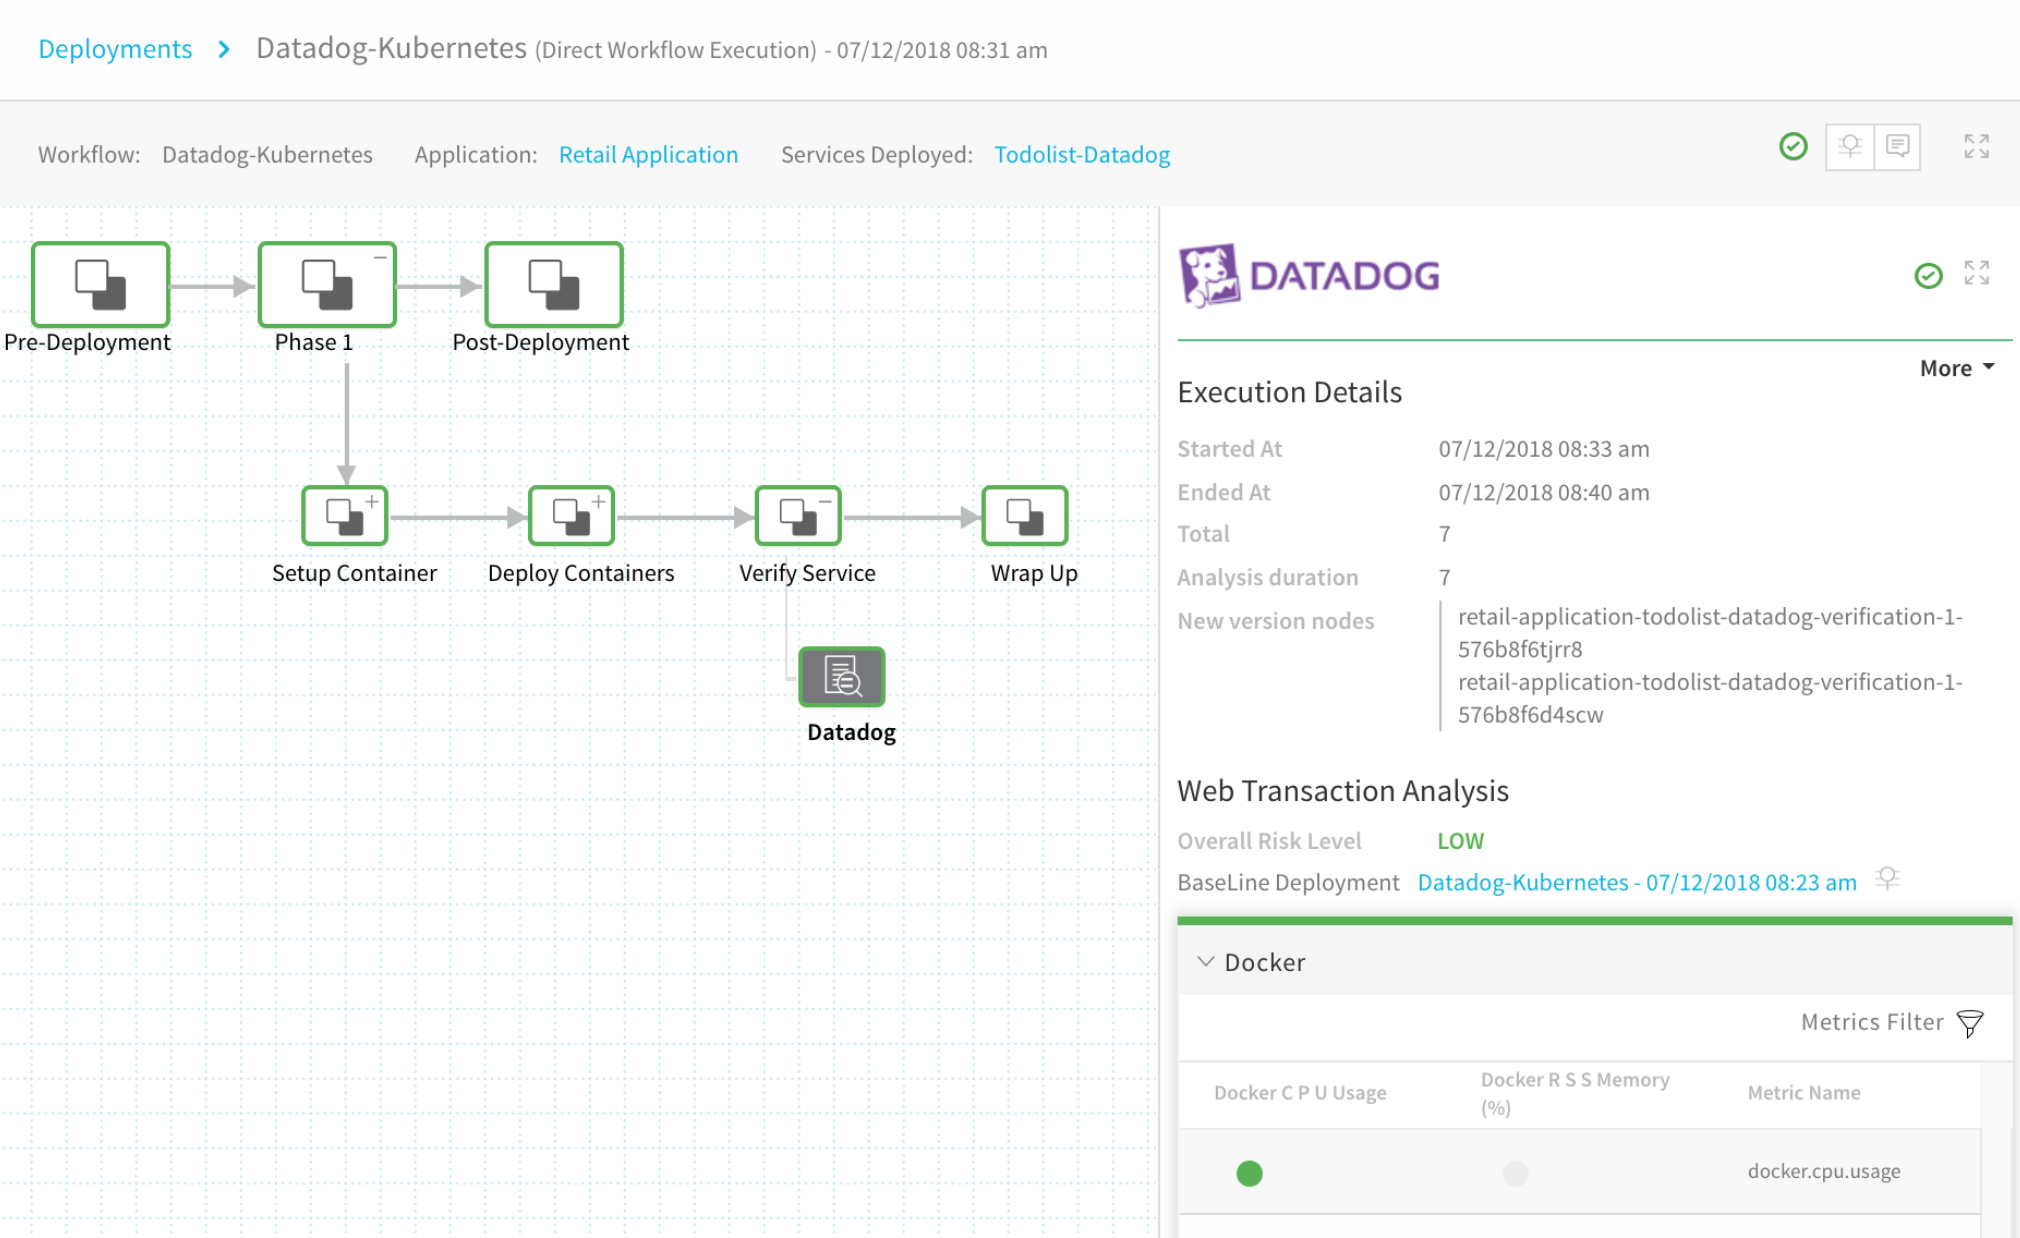 Deployments > Datadog-Kubernetes (Direct Workflow Execution) - 07/12/2018 08:31 am
Workflow: Datadog-Kubernetes Application: Retail Application Services Deployed: Todolist-Datadog
Pre-Deployment
Phase 1
Post-Deployment
Setup Container
Deploy Containers
Verify Service
Wrap Up
Datadog
DATADOG
More
Execution Details
Started At 07/12/2018 08:33 am
Ended At 07/12/2018 08:40 am
Total 7
Analysis duration 7
New version nodes retail-application-todolist-datadog-verification-1-
576b8f6tjrr8
retail-application-todolist-datadog-verification-1-
576b8f6d4scw
Web Transaction Analysis
Overall Risk Level LOW
BaseLine Deployment Datadog-Kubernetes - 07/12/2018 08:23 am
Docker
Metrics Filter
Docker C P U Usage
Docker R S S Memory
(%)
Metric Name
docker.cpu.usage